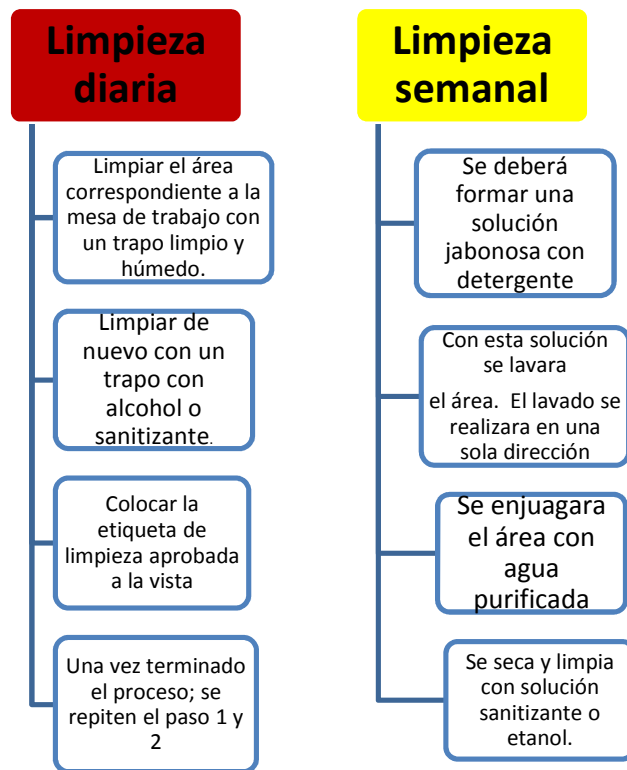 Limpieza
diaria
Limpiar el área
correspondiente a la
mesa de trabajo con
un trapo limpio y
húmedo.
Limpiar de
nuevo con un
trapo con
alcohol o
sanitizante.
Colocar la
etiqueta de
limpieza aprobada
a la vista
Una vez terminado
el proceso; se
repiten el paso 1 y
2
Limpieza
semanal
Se deberá
formar una
solución
jabonosa con
detergente
Con esta solución
se lavara
el área. El lavado se
realizara en una
sola dirección
Se enjuagara
el área con
agua
purificada
Se seca y limpia
con solución
sanitizante o
etanol.